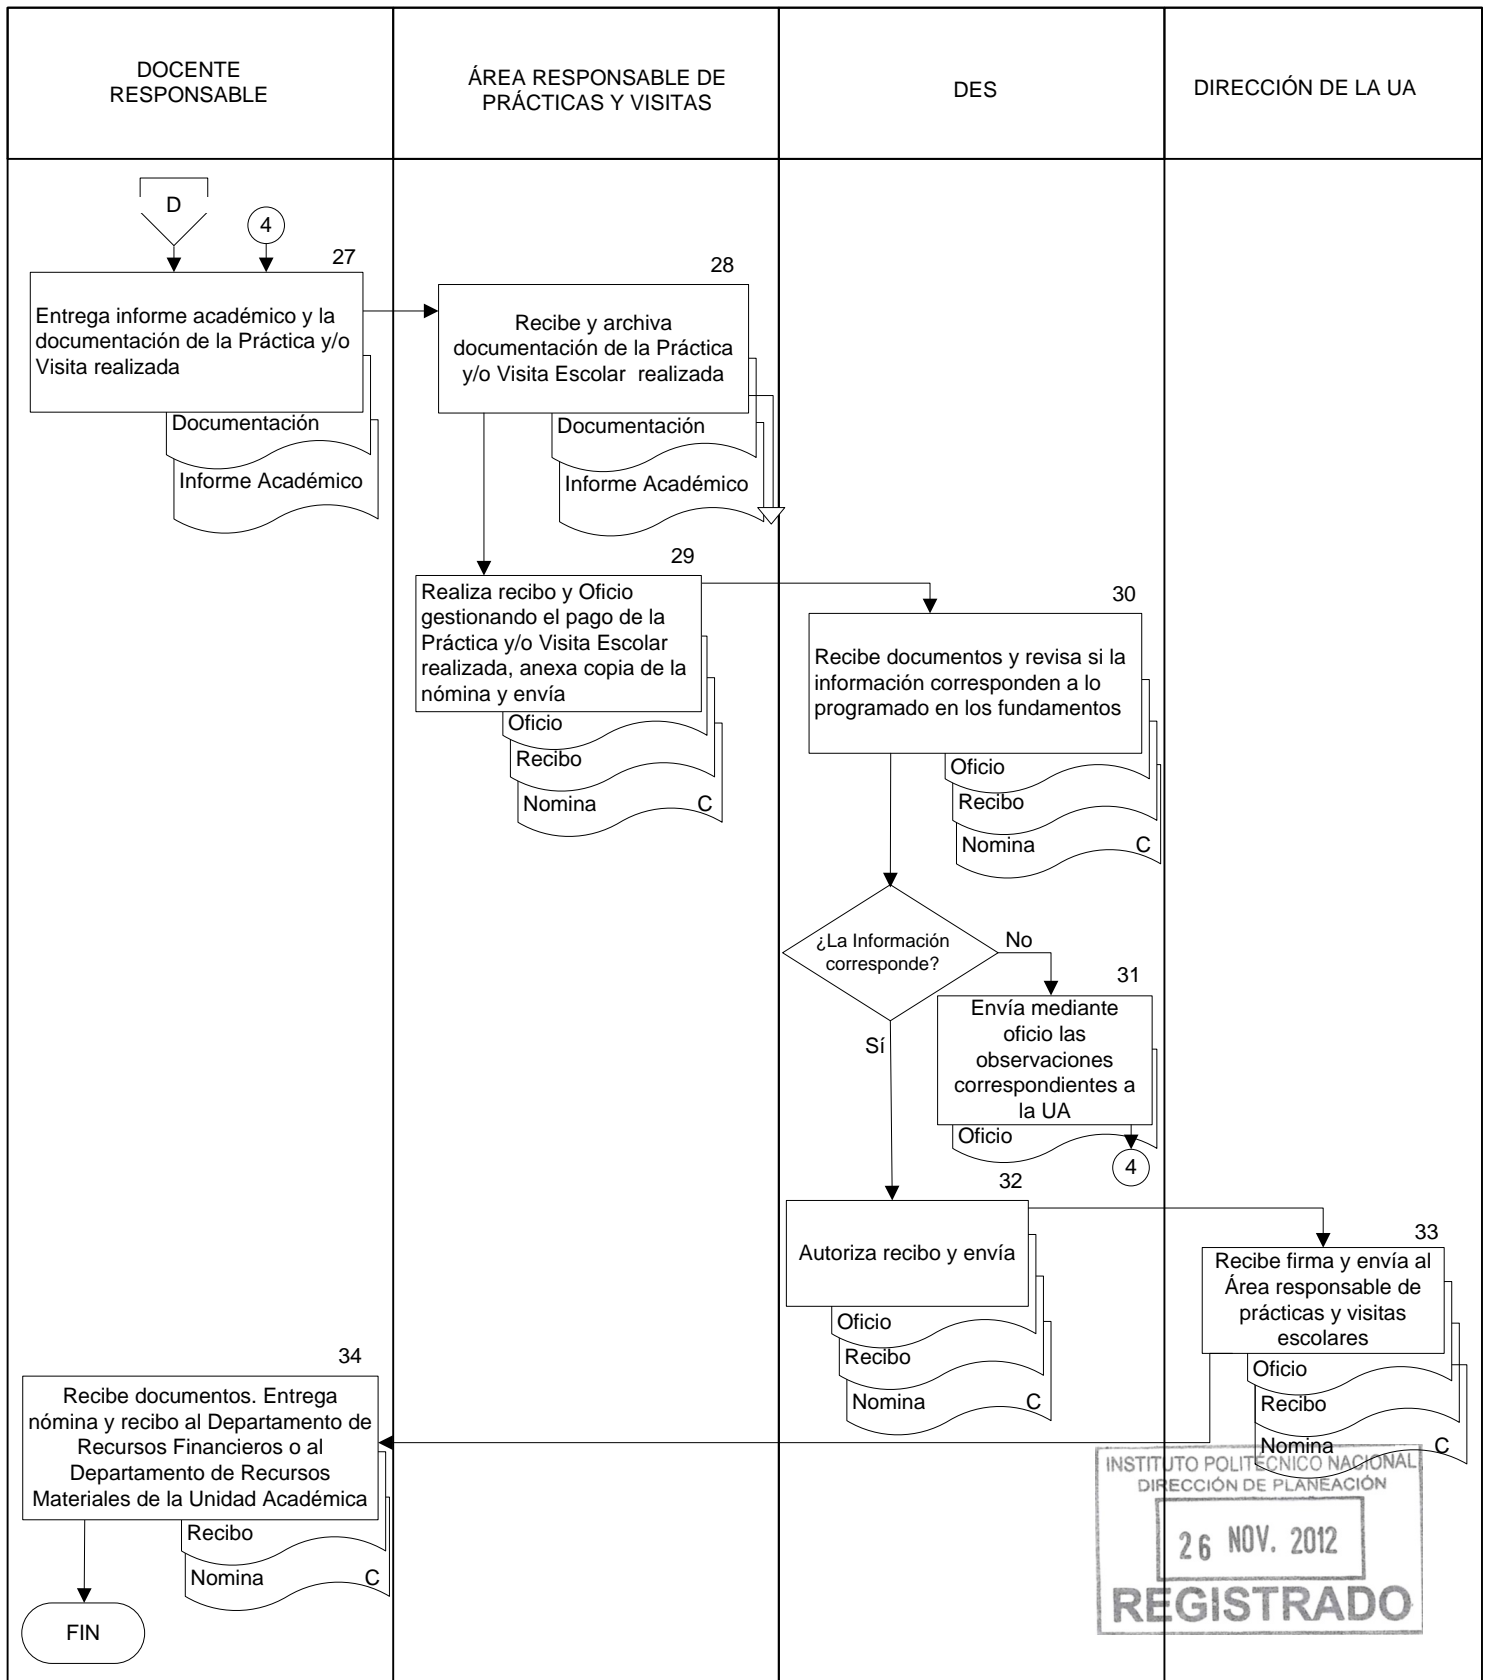 DOCENTE
RESPONSABLE
ÁREA RESPONSABLE DE
PRÁCTICAS Y VISITAS
DES
DIRECCIÓN DE LA UA
D
4
27
Entrega informe académico y la
documentación de la Práctica y/o
Visita realizada
Documentación
Informe Académico
28
Recibe y archiva
documentación de la Práctica
y/o Visita Escolar realizada
Documentación
Informe Académico
29
Realiza recibo y Oficio
gestionando el pago de la
Práctica y/o Visita Escolar
realizada, anexa copia de la
nómina y envía
Oficio
Recibo
Nomina C
30
Recibe documentos y revisa si la
información corresponden a lo
programado en los fundamentos
Oficio
Recibo
Nomina C
¿La Información
corresponde?
No
Sí
31
Envía mediante
oficio las
observaciones
correspondientes a
la UA
Oficio
4
32
Autoriza recibo y envía
Oficio
Recibo
Nomina C
33
Recibe firma y envía al
Área responsable de
prácticas y visitas
escolares
Oficio
Recibo
Nomina C
34
Recibe documentos. Entrega
nómina y recibo al Departamento de
Recursos Financieros o al
Departamento de Recursos
Materiales de la Unidad Académica
Recibo
Nomina C
FIN
INSTITUTO POLITÉCNICO NACIONAL
DIRECCIÓN DE PLANEACIÓN
26 NOV. 2012
REGISTRADO